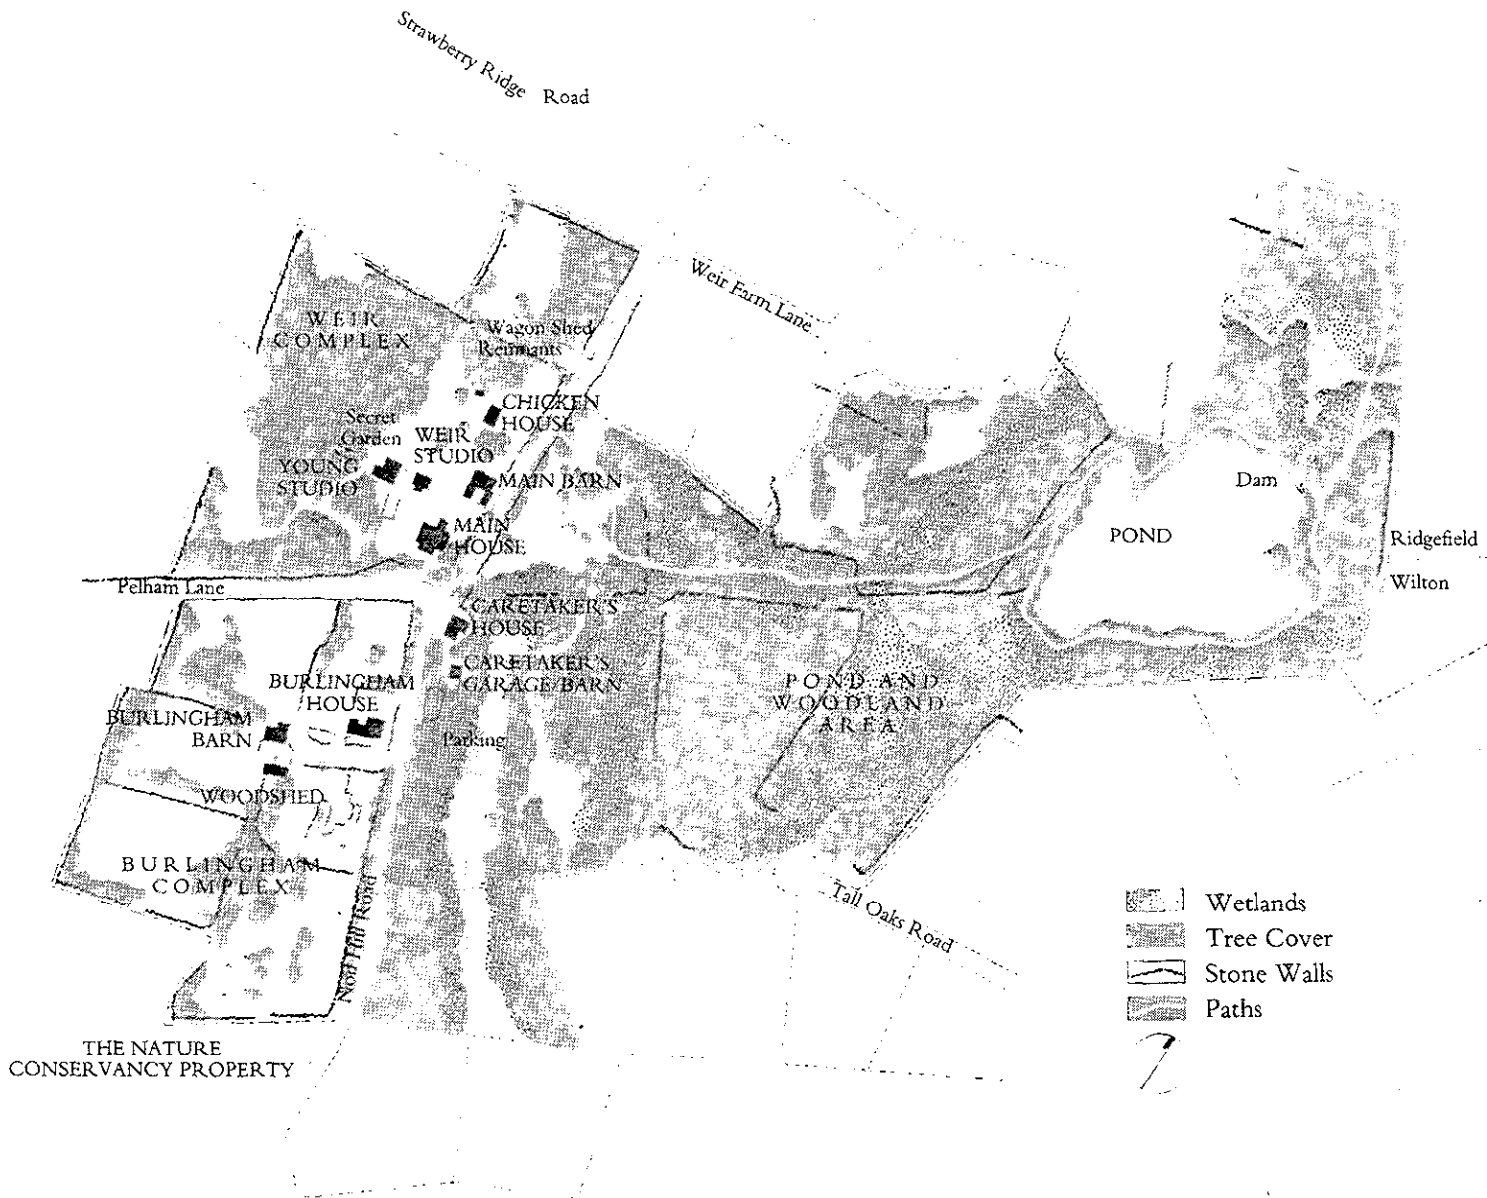 Strawberry Ridge Road
Weir Farm Lane
WEIR
COMPLEX
Wagon Shed
Remnants
CHICKEN
HOUSE
Secret
Garden
WEIR
STUDIO
YOUNG
STUDIO
MAIN BARN
Dam
MAIN
HOUSE
POND
Ridgefield
Wilton
Pelham Lane
CARETAKER'S
HOUSE
CARETAKER'S
GARAGE/BARN
BURLINGHAM
HOUSE
POND AND
WOODLAND
AREA
BURLINGHAM
BARN
Parking
WOODSHED
BURLINGHAM
COMPLEX
Nod Hill Road
Tall Oaks Road
Wetlands
Tree Cover
Stone Walls
Paths
THE NATURE
CONSERVANCY PROPERTY